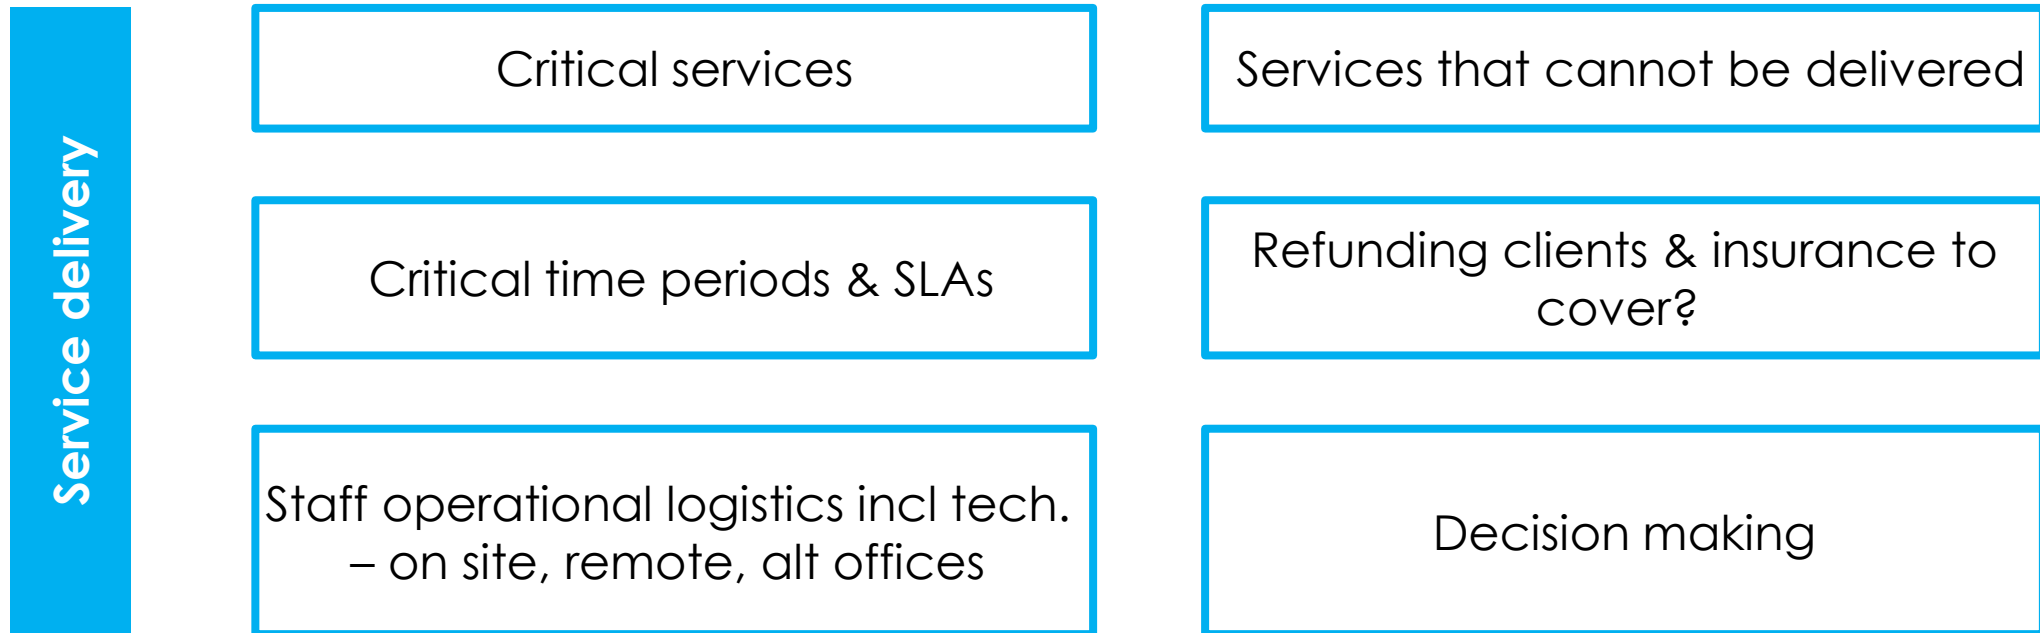 Service delivery
Critical services
Services that cannot be delivered
Critical time periods & SLAs
Refunding clients & insurance to
cover?
Staff operational logistics incl tech.
– on site, remote, alt offices
Decision making